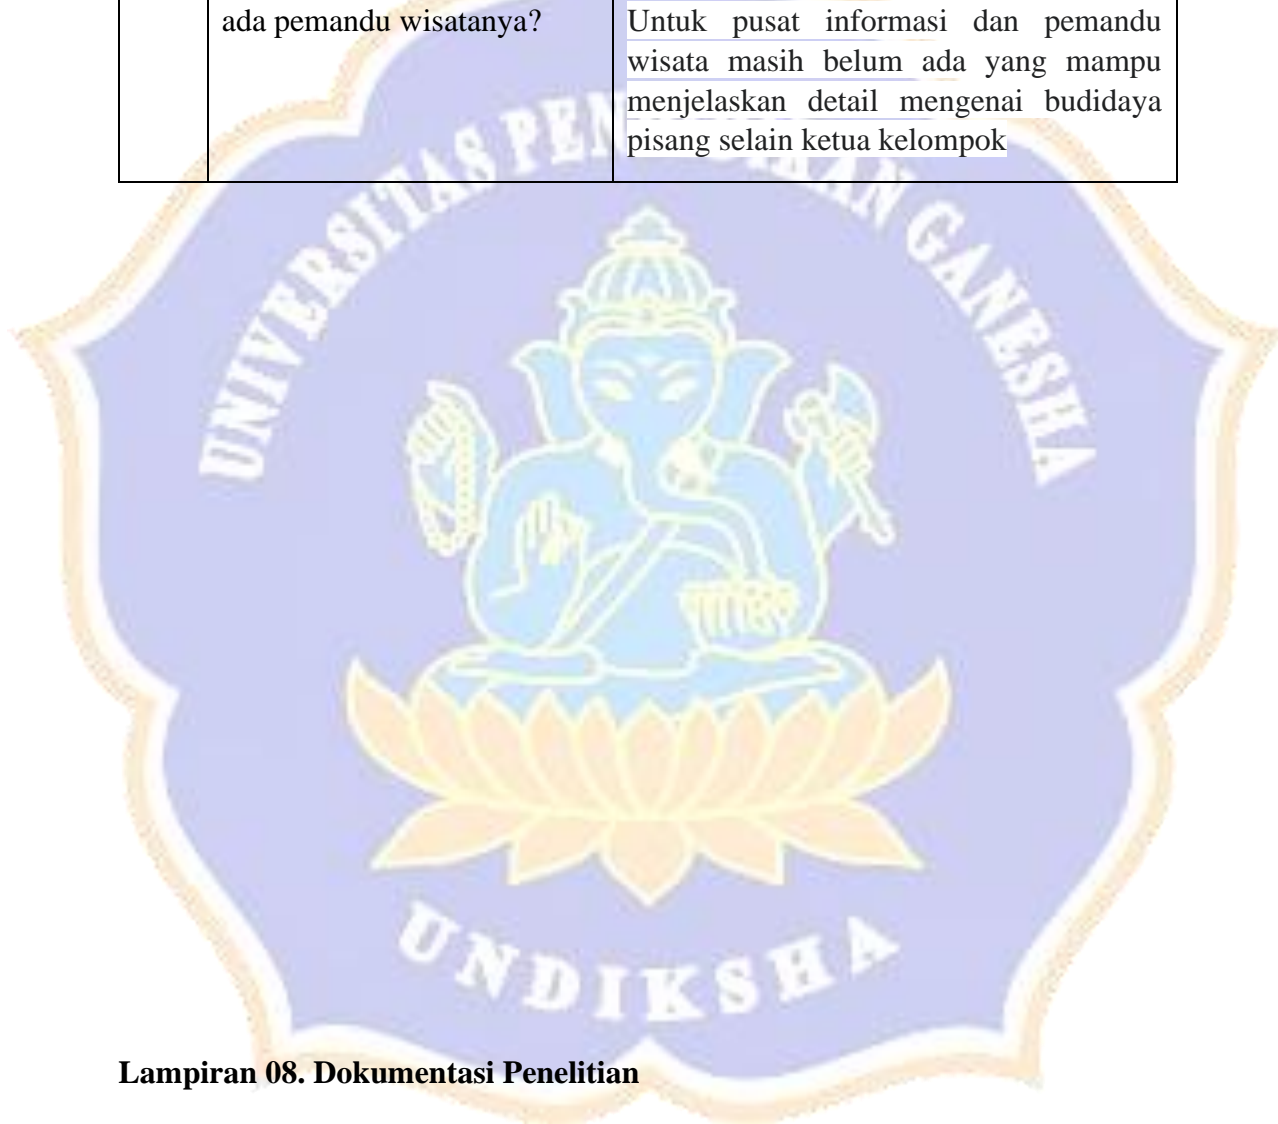 ada pemandu wisatanya?
Untuk pusat informasi dan pemandu
wisata masih belum ada yang mampu
menjelaskan detail mengenai budidaya
pisang selain ketua kelompok
UNIVERSITAS PENDIDIKAN GANESHA
UNDIKSHA
Lampiran 08. Dokumentasi Penelitian